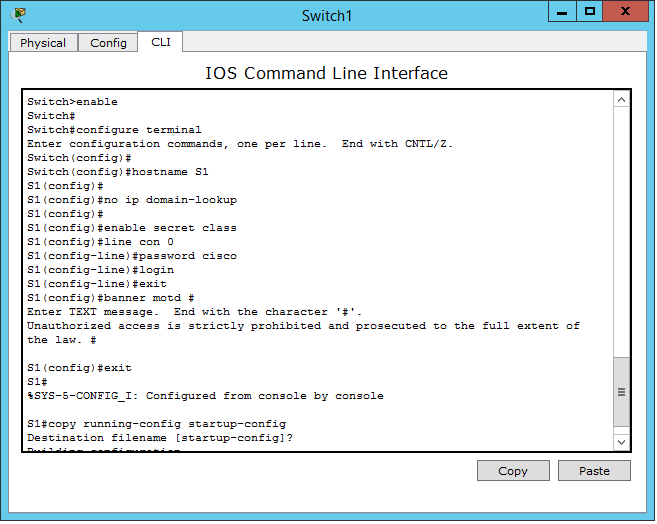 Switch1
Physical Config CLI
IOS Command Line Interface
Switch>enable
Switch#
Switch#configure terminal
Enter configuration commands, one per line.  End with CNTL/Z.
Switch(config)#
Switch(config)#hostname S1
S1(config)#
S1(config)#no ip domain-lookup
S1(config)#
S1(config)#enable secret class
S1(config)#line con 0
S1(config-line)#password cisco
S1(config-line)#login
S1(config-line)#exit
S1(config)#banner motd #
Enter TEXT message.  End with the character '#'.
Unauthorized access is strictly prohibited and prosecuted to the full extent of
the law. #
S1(config)#exit
S1#
%SYS-5-CONFIG_I: Configured from console by console
S1#copy running-config startup-config
Destination filename [startup-config]?
Building configuration
Copy Paste